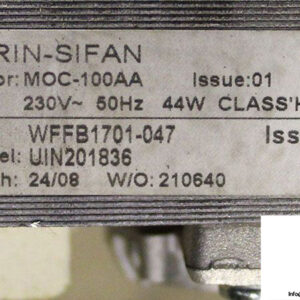 RIN-SIFAN
or: MOC-100AA Issue:01
230V~ 50Hz 44W CLASS'H
WFFB1701-047 Iss
el: UIN201836
h: 24/08 W/O: 210640